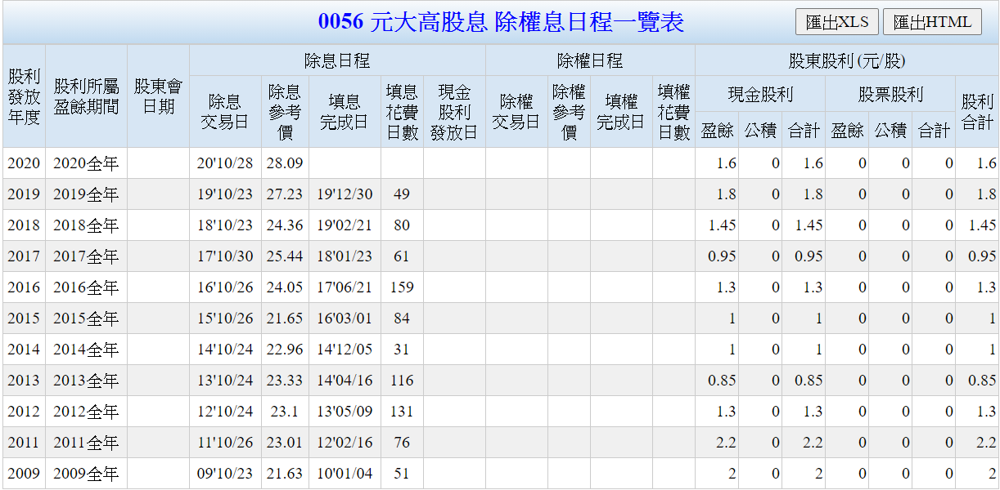 0056 元大高股息 除權息日程一覽表 匯出XLS 匯出HTML
股利發放年度 股利所屬盈餘期間 股東會日期 除息日程 除權日程 股東股利 (元/股)
除息交易日 除息參考價 填息完成日 填息花費日數 現金股利發放日 除權交易日 除權參考價 填權完成日 填權花費日數 現金股利 股票股利 股利合計
盈餘 公積 合計 盈餘 公積 合計
2020 2020全年 20'10/28 28.09 1.6 0 1.6 0 0 0 1.6
2019 2019全年 19'10/23 27.23 19'12/30 49 1.8 0 1.8 0 0 0 1.8
2018 2018全年 18'10/23 24.36 19'02/21 80 1.45 0 1.45 0 0 0 1.45
2017 2017全年 17'10/30 25.44 18'01/23 61 0.95 0 0.95 0 0 0 0.95
2016 2016全年 16'10/26 24.05 17'06/21 159 1.3 0 1.3 0 0 0 1.3
2015 2015全年 15'10/26 21.65 16'03/01 84 1 0 1 0 0 0 1
2014 2014全年 14'10/24 22.96 14'12/05 31 1 0 1 0 0 0 1
2013 2013全年 13'10/24 23.33 14'04/16 116 0.85 0 0.85 0 0 0 0.85
2012 2012全年 12'10/24 23.1 13'05/09 131 1.3 0 1.3 0 0 0 1.3
2011 2011全年 11'10/26 23.01 12'02/16 76 2.2 0 2.2 0 0 0 2.2
2009 2009全年 09'10/23 21.63 10'01/04 51 2 0 2 0 0 0 2